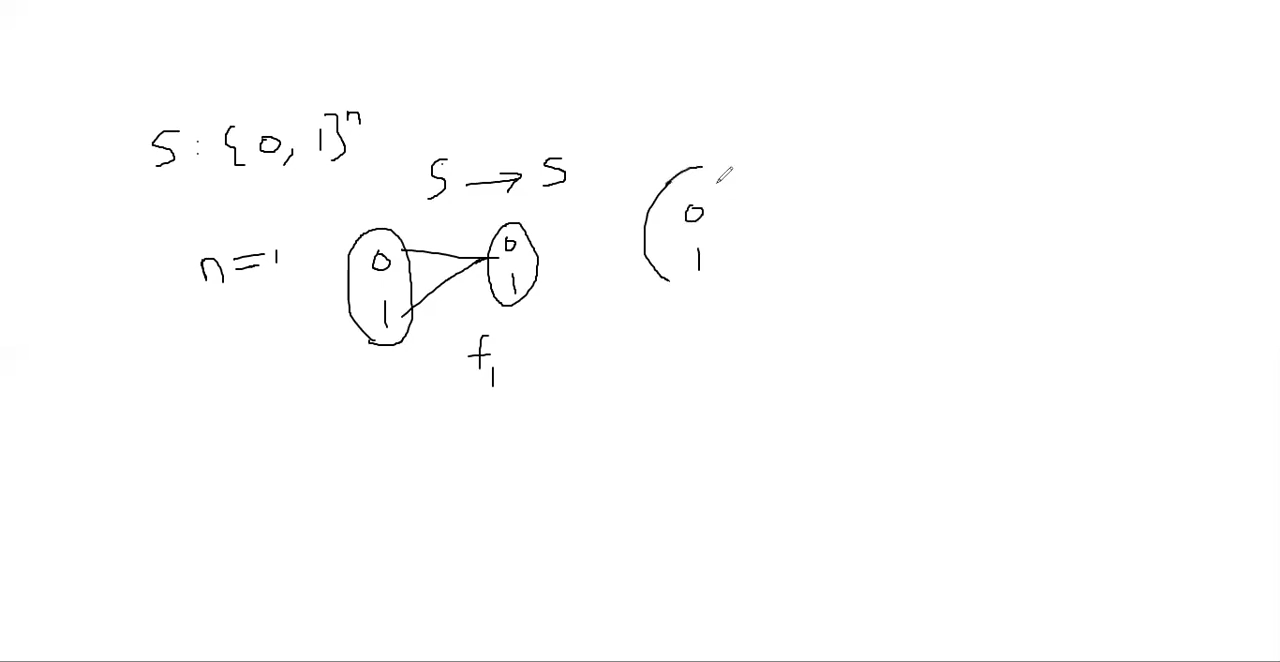 S : {0, 1}ⁿ
S → S
n = 1
0 0
1 1
f₁
( 0
1